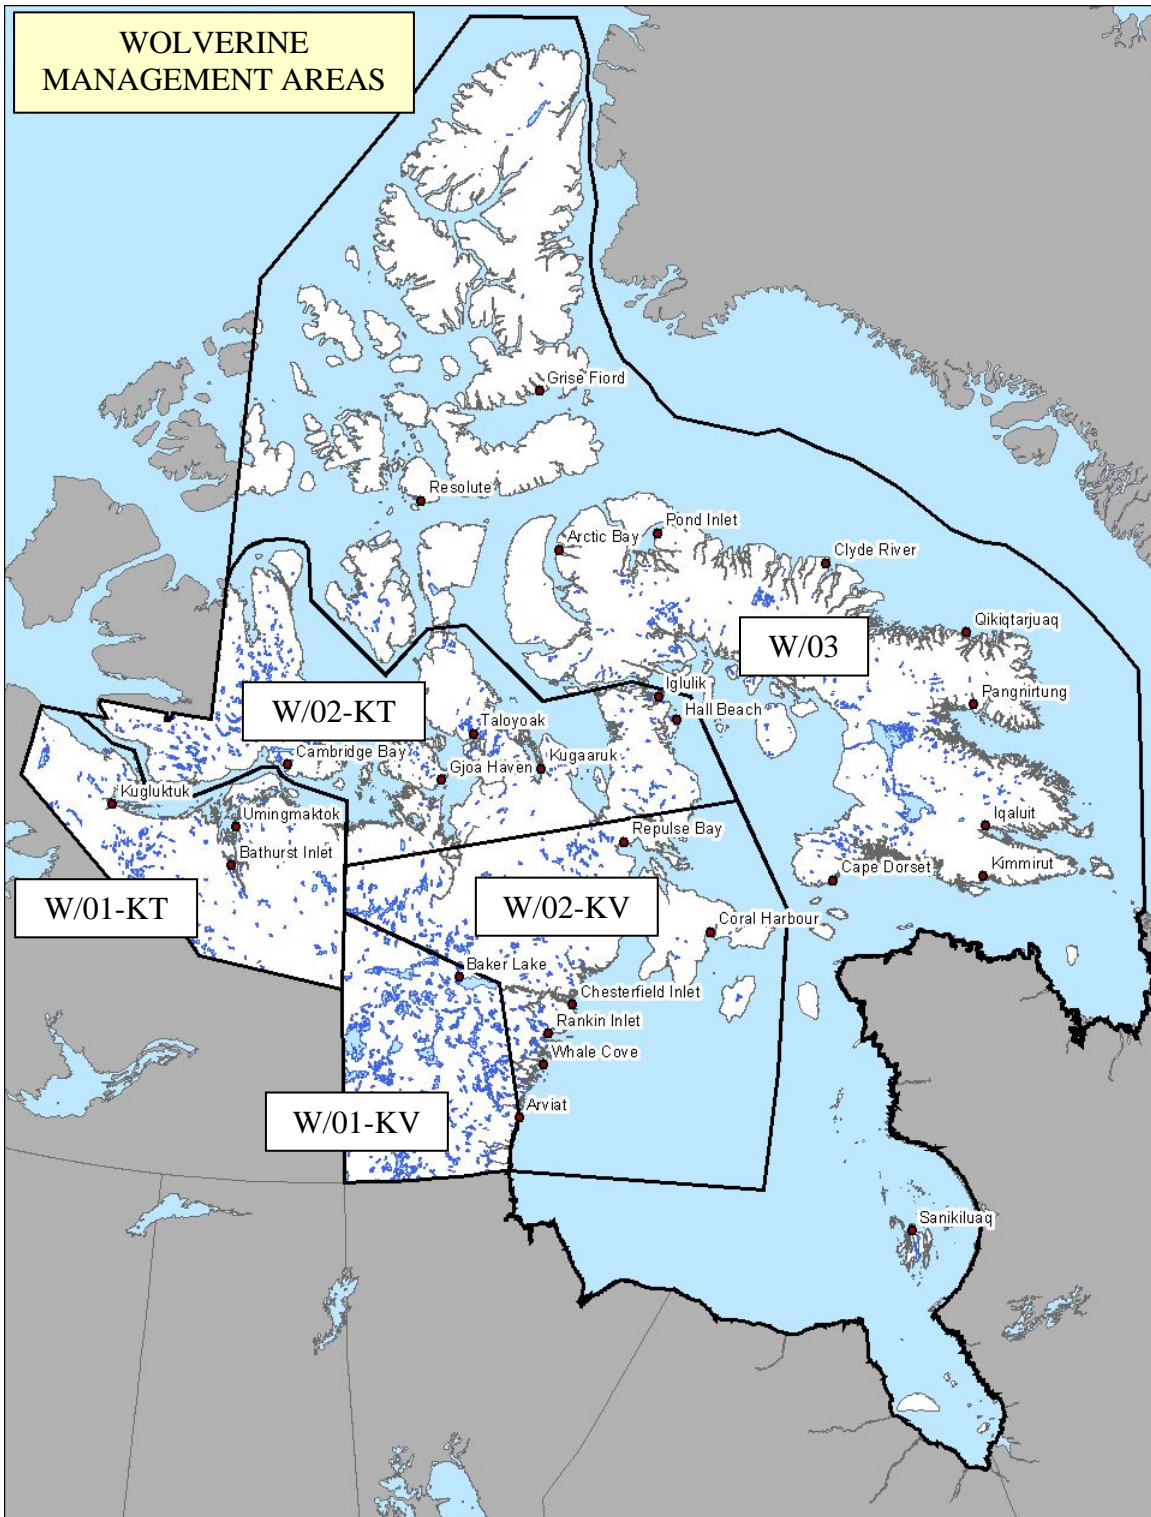 WOLVERINE
MANAGEMENT AREAS
Grise Fiord
Resolute
Pond Inlet
Arctic Bay
Clyde River
Qikiqtarjuaq
W/03
Iglulik
Pangnirtung
W/02-KT
Hall Beach
Taloyoak
Cambridge Bay
Kugaaruk
Gjoa Haven
Kugluktuk
Umingmaktok
Iqaluit
Repulse Bay
Bathurst Inlet
Cape Dorset
Kimmirut
W/01-KT
W/02-KV
Coral Harbour
Baker Lake
Chesterfield Inlet
Rankin Inlet
Whale Cove
Arviat
W/01-KV
Sanikiluaq